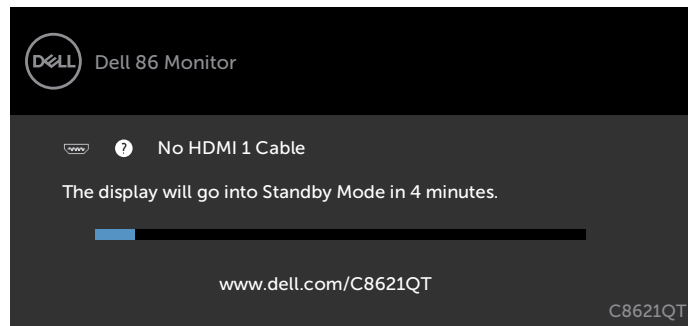 DELL Dell 86 Monitor
? No HDMI 1 Cable
The display will go into Standby Mode in 4 minutes.
www.dell.com/C8621QT
C8621QT